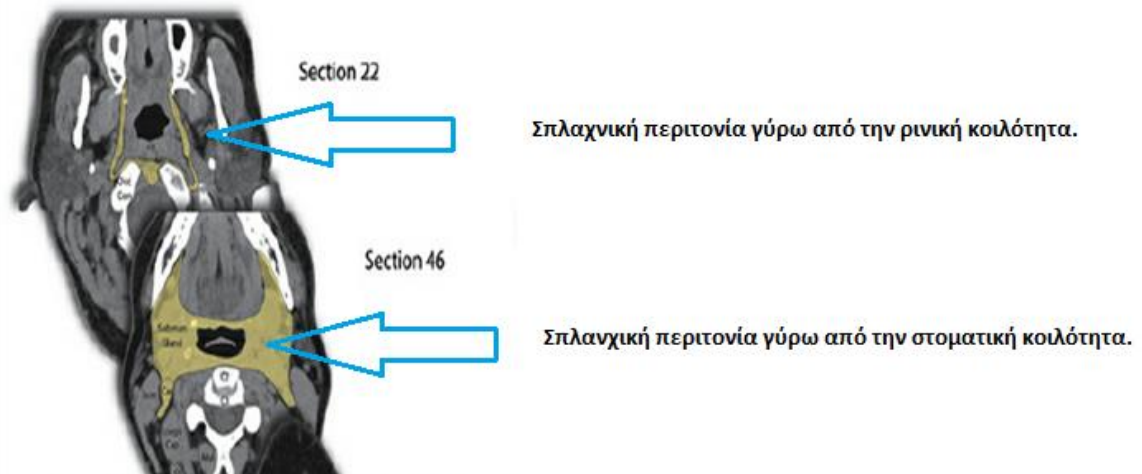 Section 22
Σπλαχνική περιτονία γύρω από την ρινική κοιλότητα.
Section 46
Σπλανχική περιτονία γύρω από την στοματική κοιλότητα.